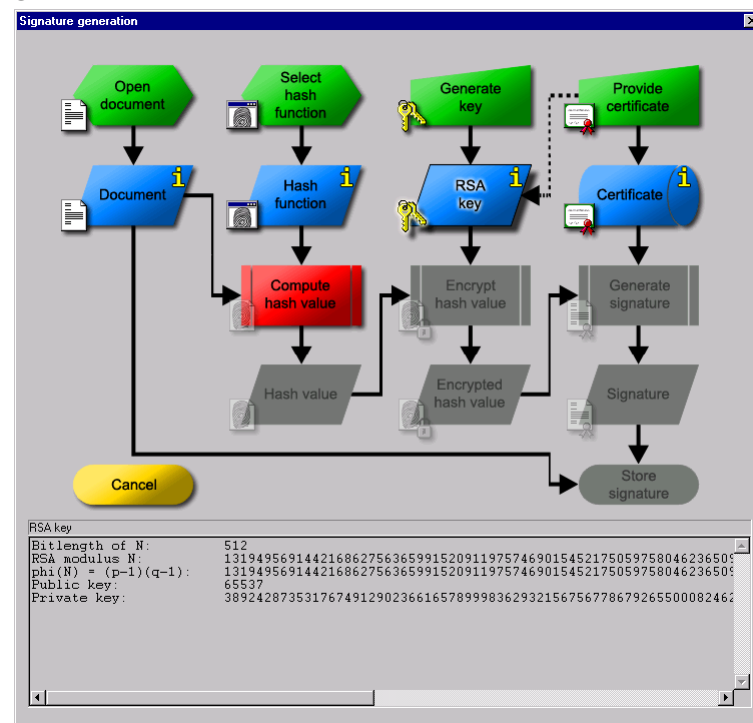 Signature generation
Open
document
Select
hash
function
Generate
key
Provide
certificate
Document
i
Hash
function
i
RSA
key
i
Certificate
i
Compute
hash value
Encrypt
hash value
Generate
signature
Hash value
Encrypted
hash value
Signature
Cancel
Store
signature
RSA key
Bitlength of N: 512
RSA modulus N:
phi(N) = (p-1)(q-1):
Public key: 65537
Private key: